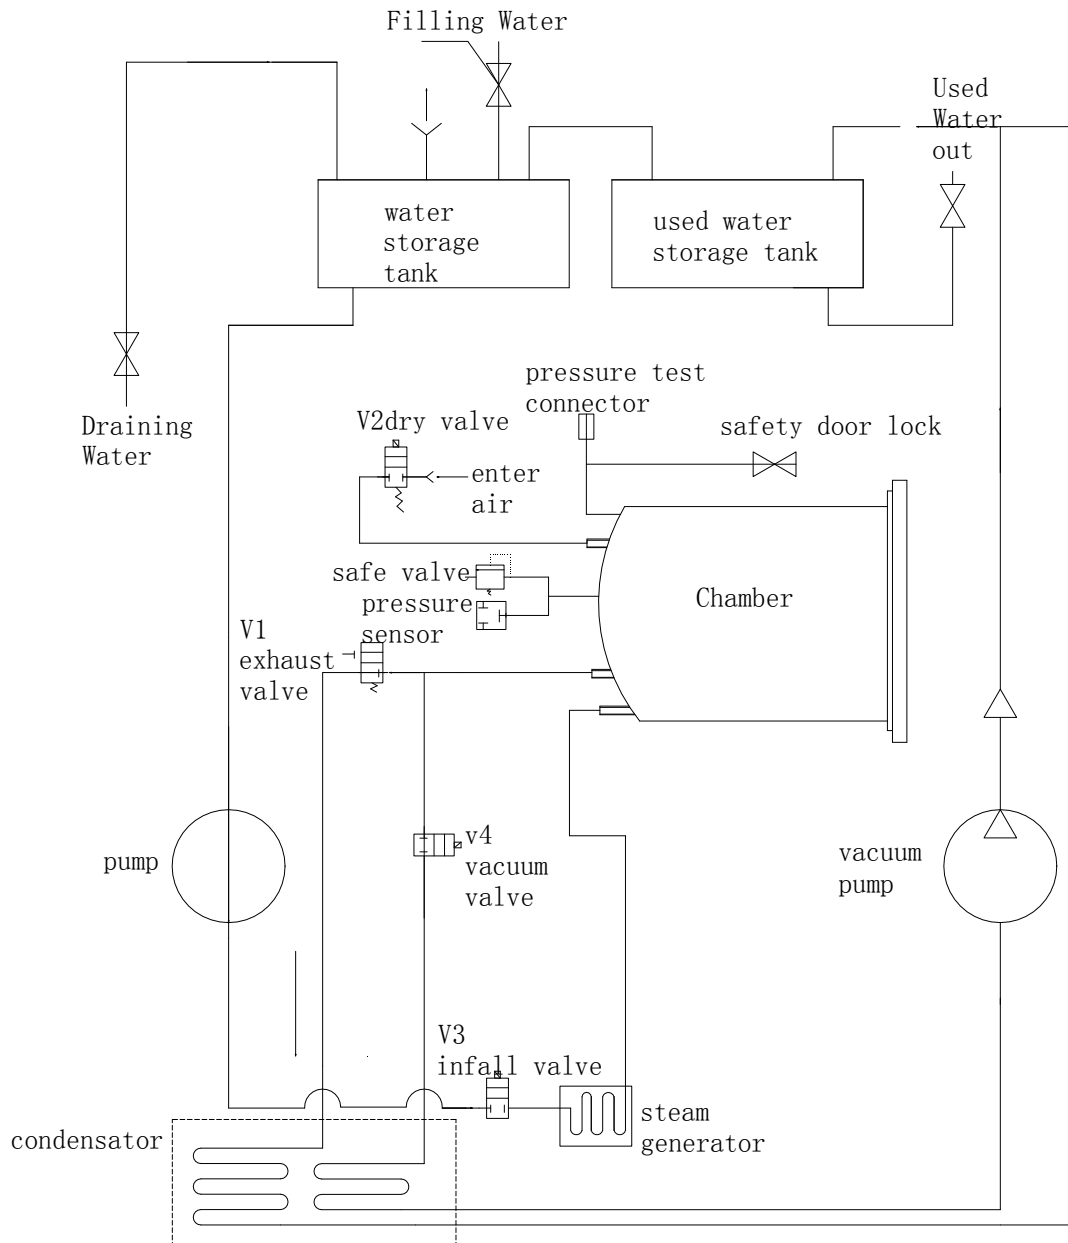 Filling Water
Used
Water
out
water
storage
tank
used water
storage tank
Draining
Water
pressure test
connector
V2dry valve
safety door lock
enter
air
safe valve
pressure
sensor
Chamber
V1
exhaust
valve
pump
v4
vacuum
valve
vacuum
pump
V3
infall valve
steam
generator
condensator